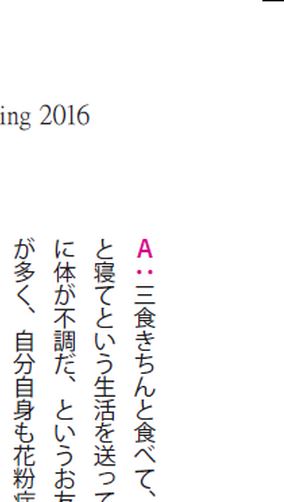 ing 2016
A：三食きちんと食べて、
と寝てという生活を送って
に体が不調だ、というお友
が多く、自分自身も花粉症